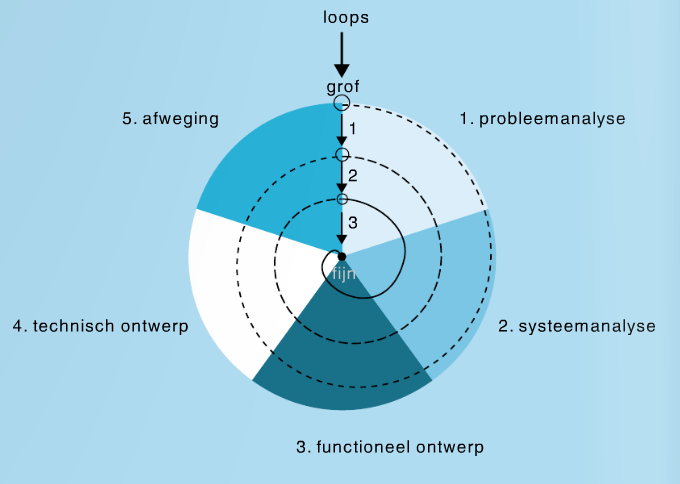 loops
grof
5. afweging
1. probleemanalyse
1
2
3
fijn
4. technisch ontwerp
2. systeemanalyse
3. functioneel ontwerp